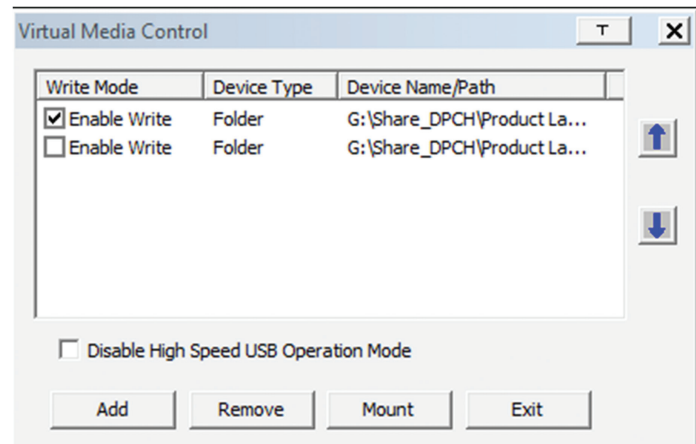 Virtual Media Control T X
Write Mode Device Type Device Name/Path
Enable Write Folder G:\Share_DPCH\Product La...
Enable Write Folder G:\Share_DPCH\Product La...
Disable High Speed USB Operation Mode
Add Remove Mount Exit